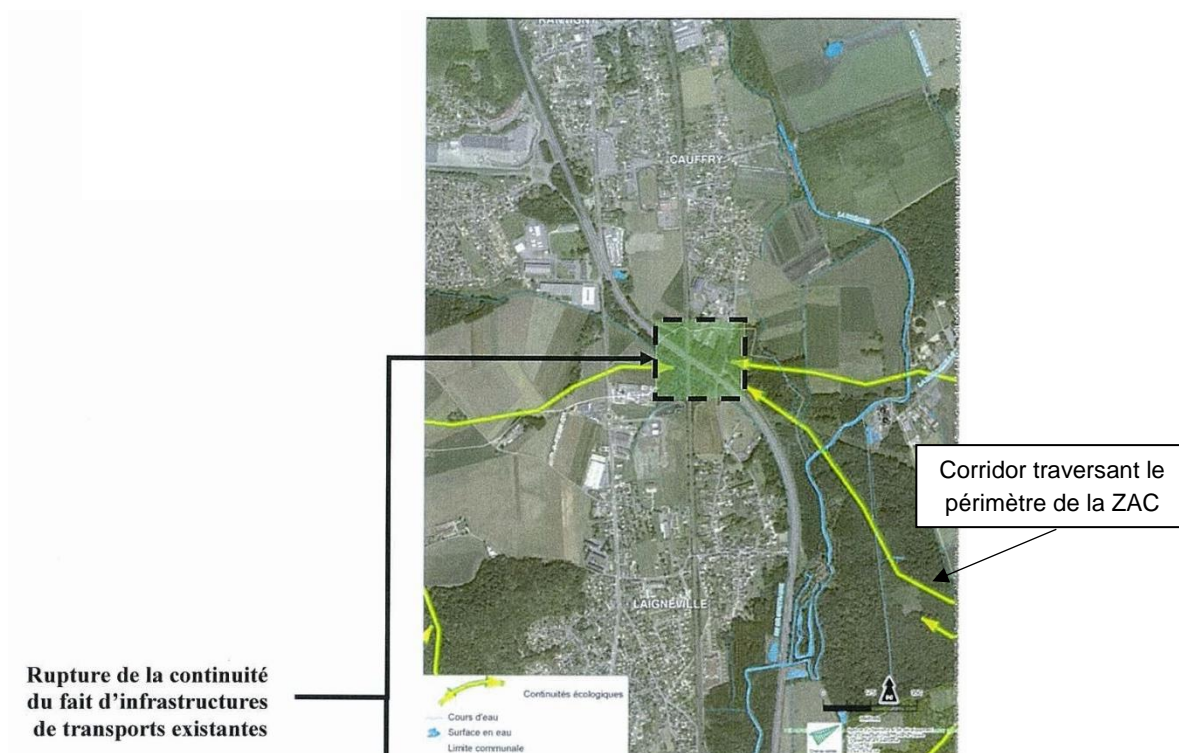 CAUFFRY
Corridor traversant le
périmètre de la ZAC
LAIGNEVILLE
Rupture de la continuité
du fait d’infrastructures
de transports existantes
Continuités écologiques
Cours d'eau
Surface en eau
Limite communale